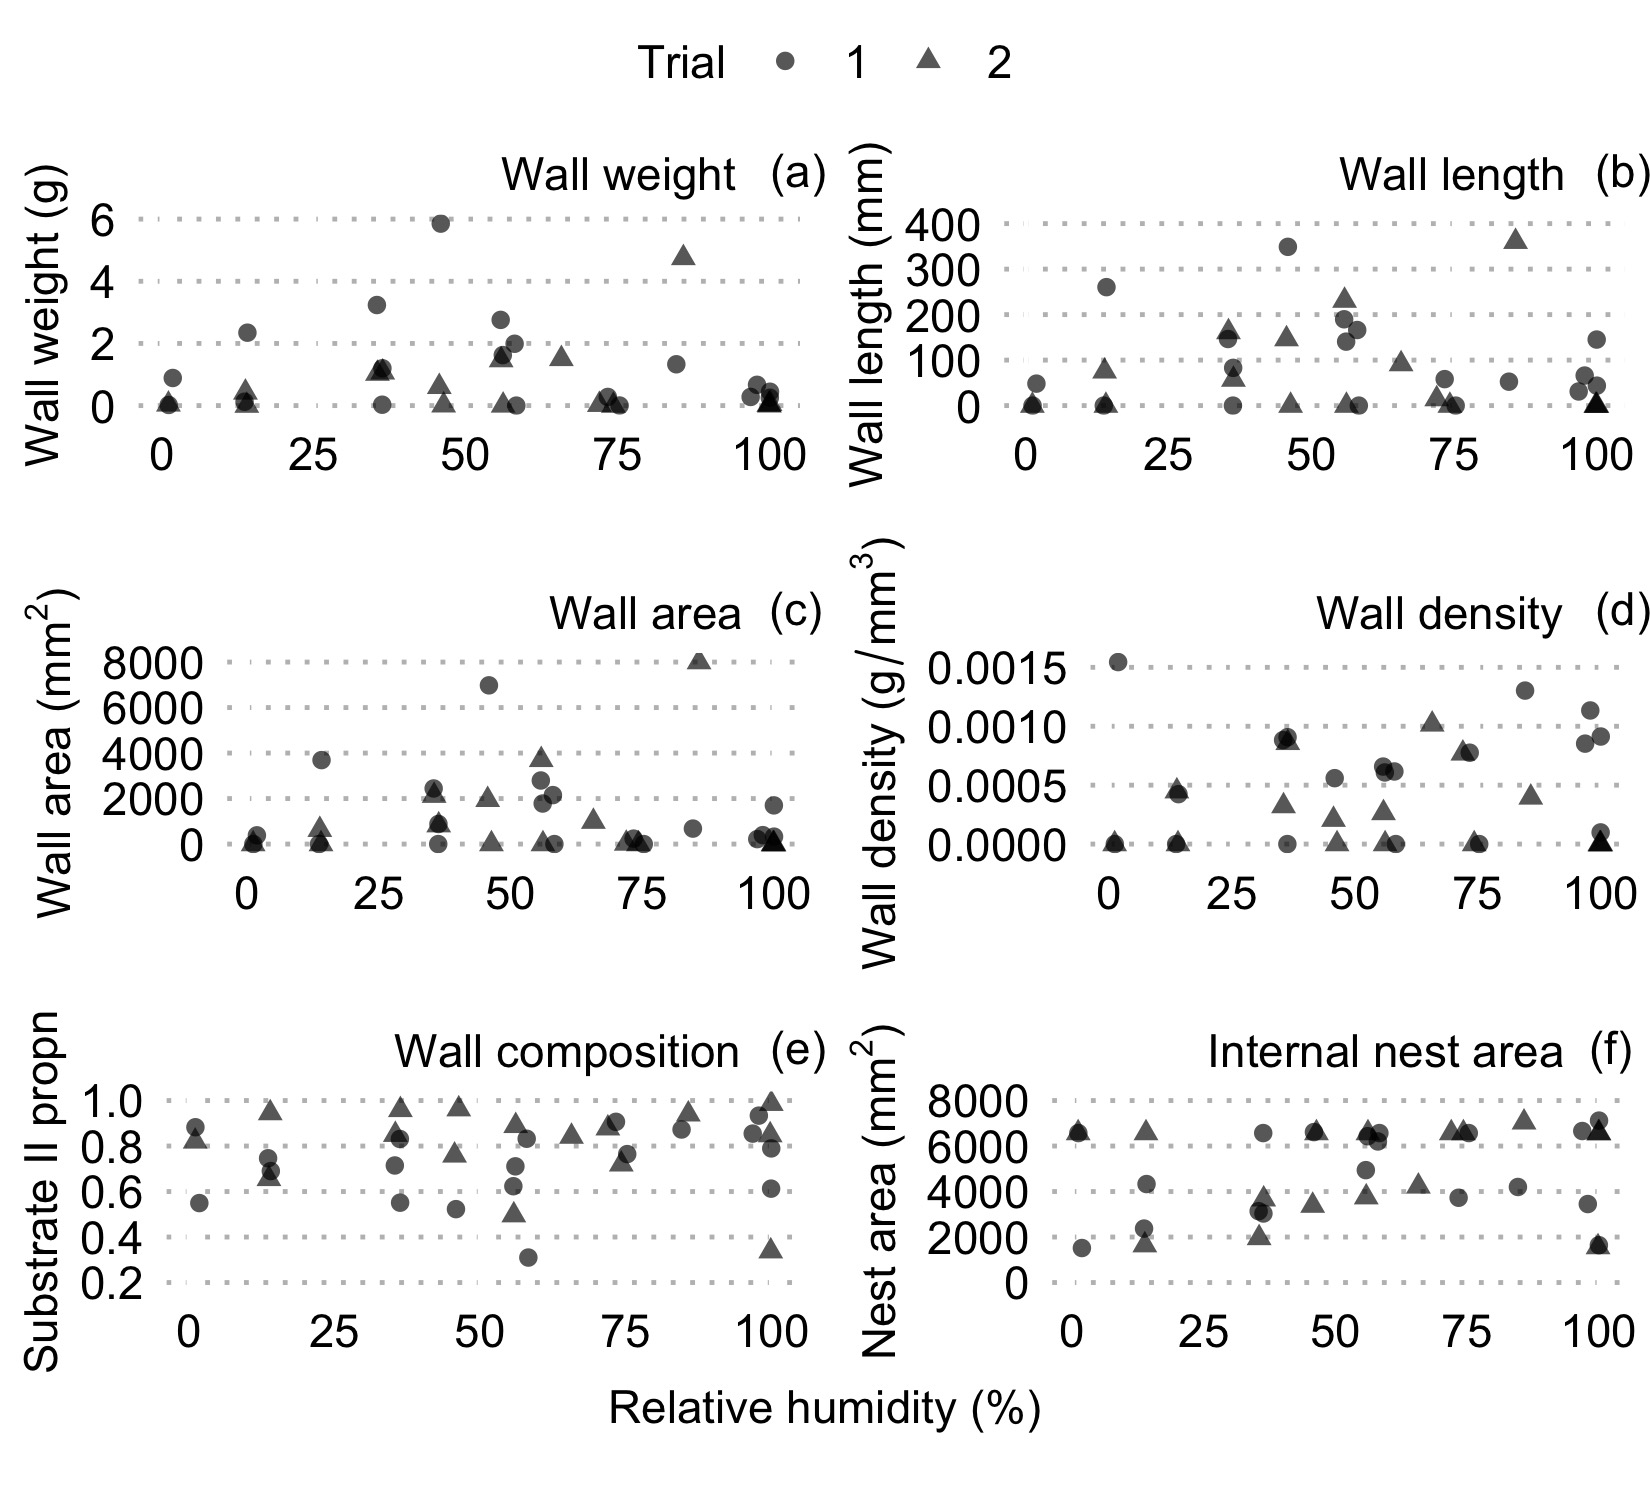 Trial 1 2
Wall weight (a)
Wall weight (g)
6
4
2
0
0 25 50 75 100
Wall length (b)
Wall length (mm)
400
300
200
100
0
0 25 50 75 100
Wall area (c)
Wall area (mm²)
8000
6000
4000
2000
0
0 25 50 75 100
Wall density (d)
Wall density (g/mm³)
0.0015
0.0010
0.0005
0.0000
0 25 50 75 100
Wall composition (e)
Substrate II propn
1.0
0.8
0.6
0.4
0.2
0 25 50 75 100
Internal nest area (f)
Nest area (mm²)
8000
6000
4000
2000
0
0 25 50 75 100
Relative humidity (%)